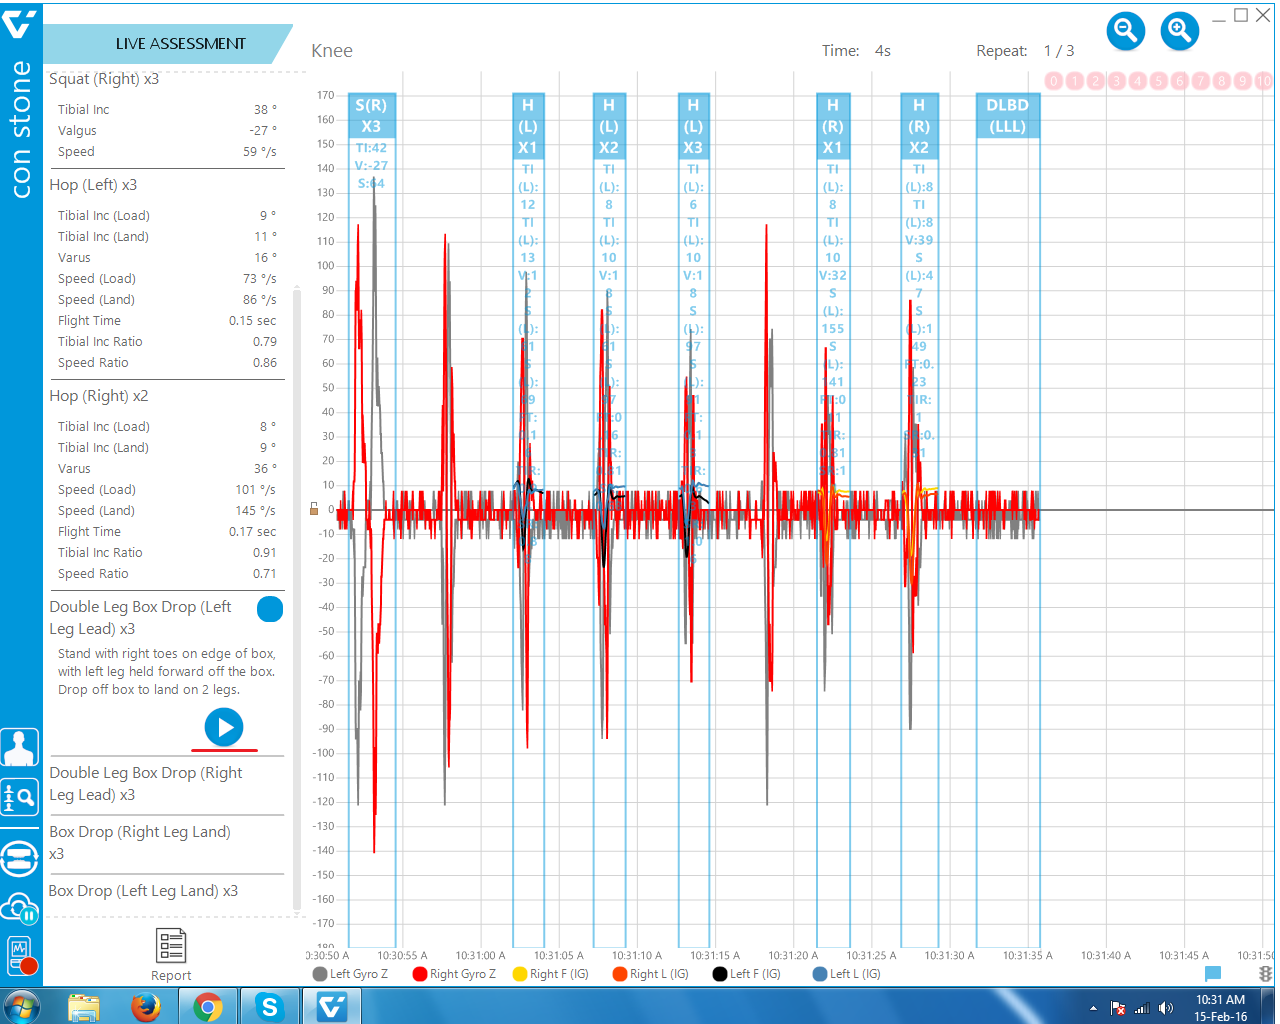 con stone
LIVE ASSESSMENT
Squat (Right) x3
Tibial Inc 38 °
Valgus -27 °
Speed 59 °/s
Hop (Left) x3
Tibial Inc (Load) 9 °
Tibial Inc (Land) 11 °
Varus 16 °
Speed (Load) 73 °/s
Speed (Land) 86 °/s
Flight Time 0.15 sec
Tibial Inc Ratio 0.79
Speed Ratio 0.86
Hop (Right) x2
Tibial Inc (Load) 8 °
Tibial Inc (Land) 9 °
Varus 36 °
Speed (Load) 101 °/s
Speed (Land) 145 °/s
Flight Time 0.17 sec
Tibial Inc Ratio 0.91
Speed Ratio 0.71
Double Leg Box Drop (Left
Leg Lead) x3
Stand with right toes on edge of box,
with left leg held forward off the box.
Drop off box to land on 2 legs.
Double Leg Box Drop (Right
Leg Lead) x3
Box Drop (Right Leg Land)
x3
Box Drop (Left Leg Land) x3
Report
Knee
Time: 4s
Repeat: 1 / 3
0 1 2 3 4 5 6 7 8 9 10
170
160
150
140
130
120
110
100
90
80
70
60
50
40
30
20
10
0
-10
-20
-30
-40
-50
-60
-70
-80
-90
-100
-110
-120
-130
-140
-150
-160
-170
-180
S(R)
X3
TI:42
V:-27
S:64
H
(L)
X1
TI
(L):
12
TI
(L):
13
H
(L)
X2
TI
(L):
8
TI
(L):
10
V:1
8
H
(L)
X3
TI
(L):
6
TI
(L):
10
V:1
8
H
(R)
X1
TI
(L):
8
TI
(L):
10
V:32
S
(L):
155
S
H
(R)
X2
TI
(L):8
TI
(L):8
V:39
S
(L):4
7
S
DLBD
(LLL)
0:30:50 A 10:30:55 A 10:31:00 A 10:31:05 A 10:31:10 A 10:31:15 A 10:31:20 A 10:31:25 A 10:31:30 A 10:31:35 A 10:31:40 A 10:31:45 A 10:31:50
Left Gyro Z Right Gyro Z Right F (IG) Right L (IG) Left F (IG) Left L (IG)
10:31 AM
15-Feb-16